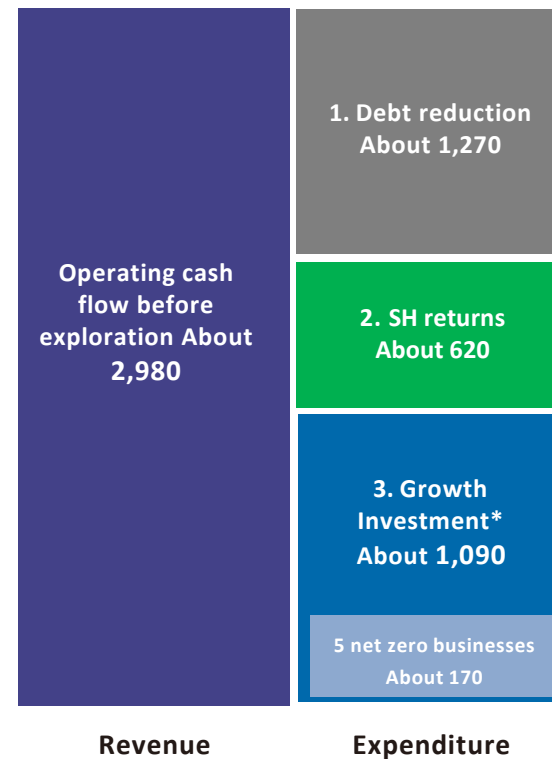 Operating cash
flow before
exploration About
2,980
1. Debt reduction
About 1,270
2. SH returns
About 620
3. Growth
Investment*
About 1,090
5 net zero businesses
About 170
Revenue
Expenditure